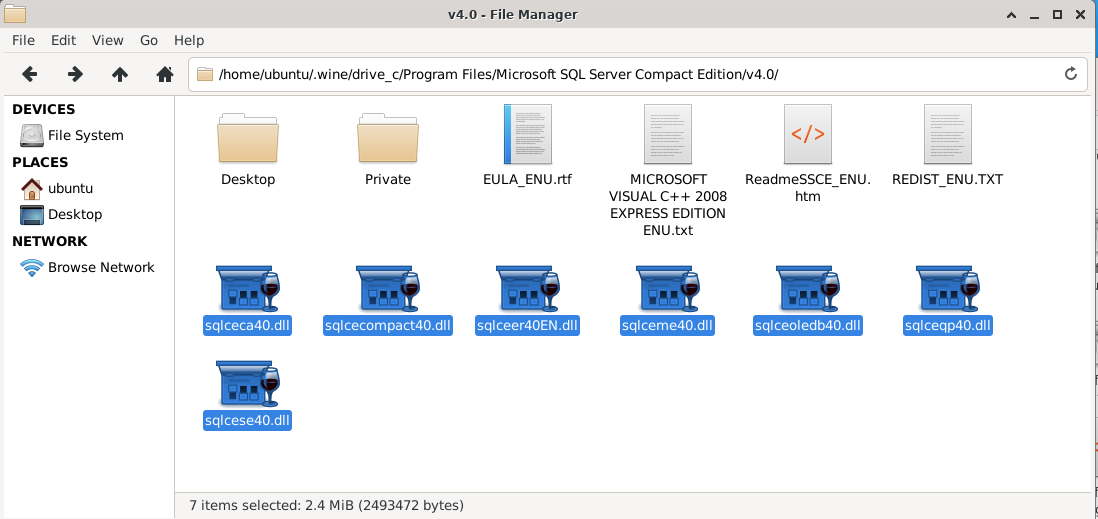 v4.0 - File Manager
File Edit View Go Help
/home/ubuntu/.wine/drive_c/Program Files/Microsoft SQL Server Compact Edition/v4.0/
DEVICES
File System
PLACES
ubuntu
Desktop
NETWORK
Browse Network
Desktop
Private
EULA_ENU.rtf
MICROSOFT
VISUAL C++ 2008
EXPRESS EDITION
ENU.txt
ReadmeSSCE_ENU.
htm
REDIST_ENU.TXT
sqlceca40.dll
sqlcecompact40.dll
sqlceer40EN.dll
sqlceme40.dll
sqlceoledb40.dll
sqlceqp40.dll
sqlcese40.dll
7 items selected: 2.4 MiB (2493472 bytes)